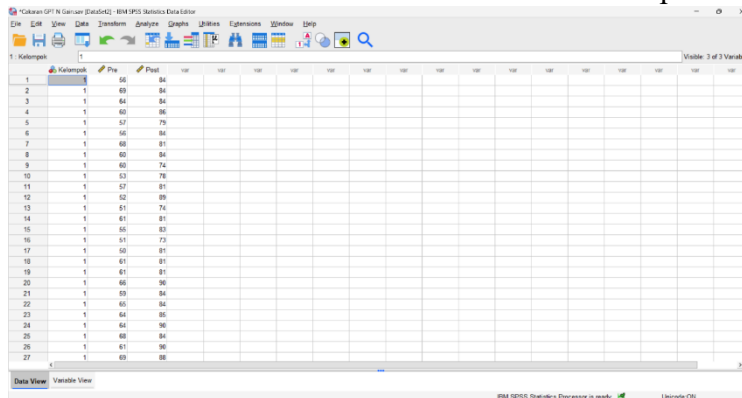 *Cakaran GPT N Gain.sav [DataSet2] - IBM SPSS Statistics Data Editor
File Edit View Data Transform Analyze Graphs Utilities Extensions Window Help
1 : Kelompok 1 Visible: 3 of 3 Variab
Kelompok Pre Post var var var var var var var var var var var var var var var
1 1 56 84
2 1 69 84
3 1 64 84
4 1 60 86
5 1 57 79
6 1 56 84
7 1 68 81
8 1 60 84
9 1 60 74
10 1 53 78
11 1 57 81
12 1 52 89
13 1 51 74
14 1 61 81
15 1 55 83
16 1 51 73
17 1 50 81
18 1 61 81
19 1 61 81
20 1 66 90
21 1 59 84
22 1 65 84
23 1 64 85
24 1 64 90
25 1 68 84
26 1 61 90
27 1 69 88
Data View Variable View
IBM SPSS Statistics Processor is ready Unicode:ON